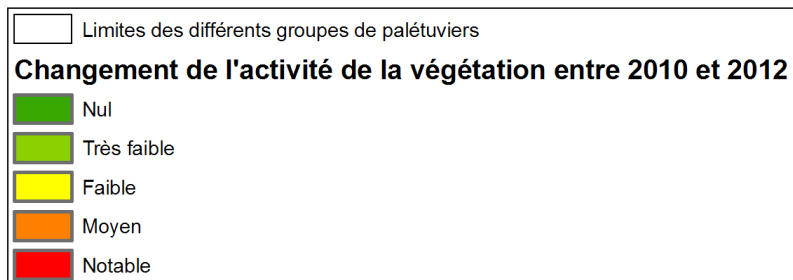 Limites des différents groupes de palétuviers
Changement de l'activité de la végétation entre 2010 et 2012
Nul
Très faible
Faible
Moyen
Notable